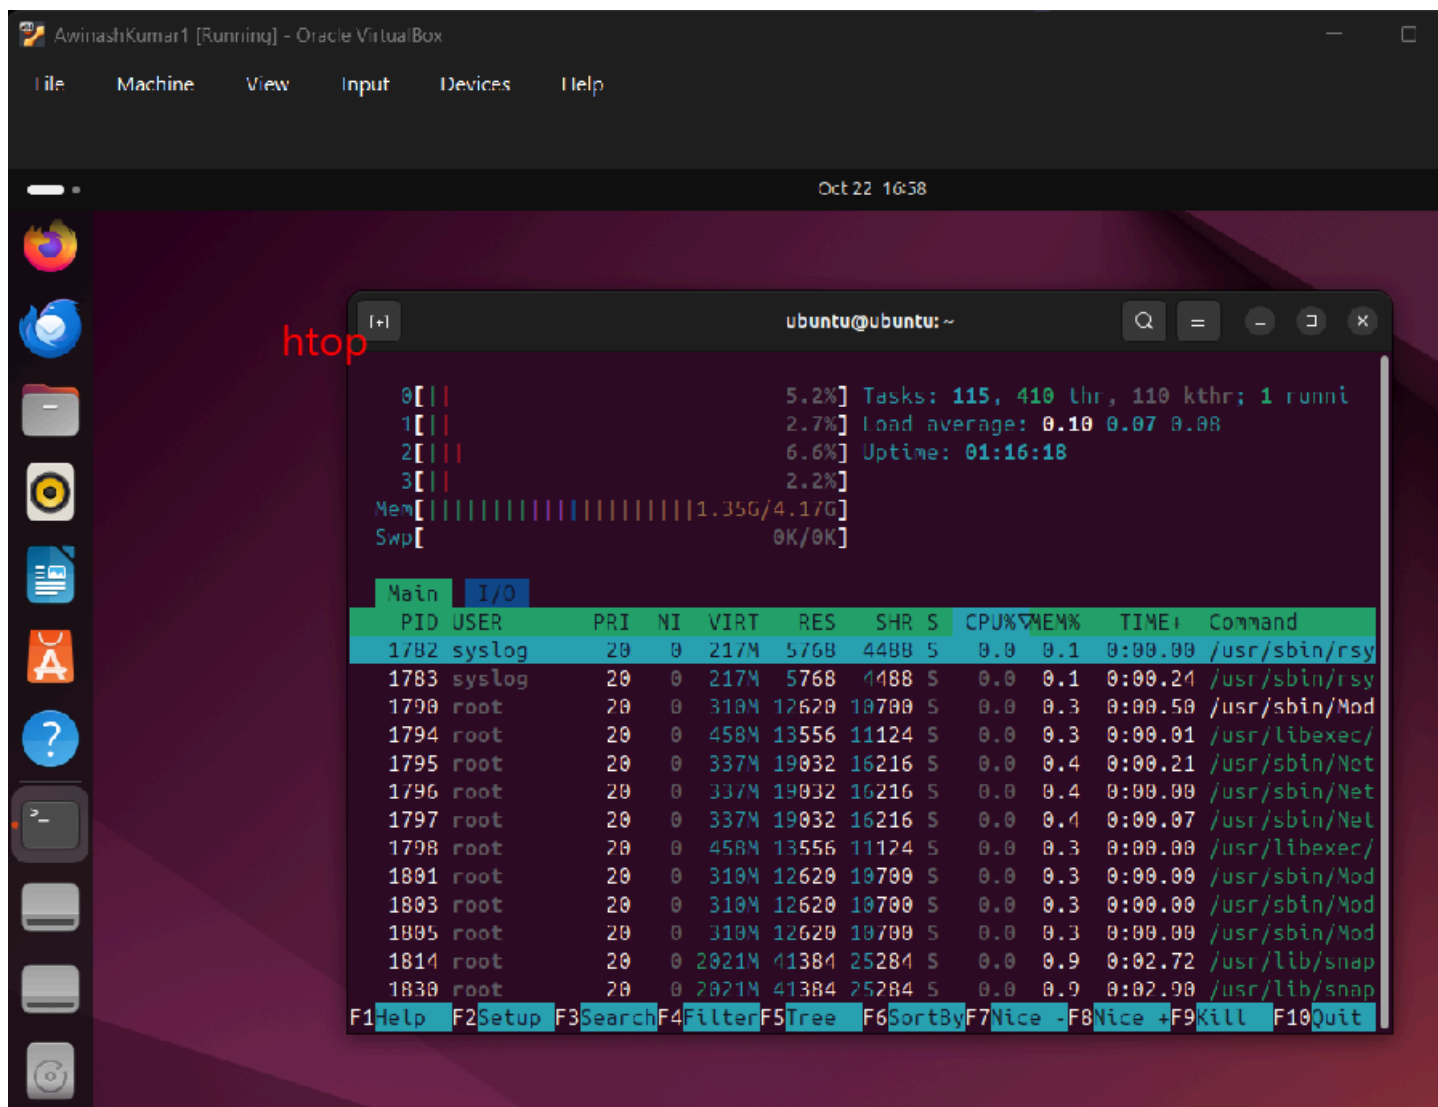 AwinashKumar1 [Running] - Oracle VirtualBox
File Machine View Input Devices Help
Oct 22 16:58
ubuntu@ubuntu: ~
htop
0[|| 5.2%] Tasks: 115, 410 thr, 110 kthr; 1 runni
1[|| 2.7%] Load average: 0.10 0.07 0.08
2[||| 6.6%] Uptime: 01:16:18
3[|| 2.2%]
Mem[|||||||||||||||||||||1.35G/4.17G]
Swp[ 0K/0K]
Main I/O
PID USER PRI NI VIRT RES SHR S CPU%▽MEM% TIME+ Command
1782 syslog 20 0 217M 5768 4488 S 0.0 0.1 0:00.00 /usr/sbin/rsy
1783 syslog 20 0 217M 5768 4488 S 0.0 0.1 0:00.24 /usr/sbin/rsy
1790 root 20 0 310M 12620 10700 S 0.0 0.3 0:00.50 /usr/sbin/Mod
1794 root 20 0 458M 13556 11124 S 0.0 0.3 0:00.01 /usr/libexec/
1795 root 20 0 337M 19032 16216 S 0.0 0.4 0:00.21 /usr/sbin/Net
1796 root 20 0 337M 19032 16216 S 0.0 0.4 0:00.00 /usr/sbin/Net
1797 root 20 0 337M 19032 16216 S 0.0 0.4 0:00.07 /usr/sbin/Net
1798 root 20 0 458M 13556 11124 S 0.0 0.3 0:00.00 /usr/libexec/
1801 root 20 0 310M 12620 10700 S 0.0 0.3 0:00.00 /usr/sbin/Mod
1803 root 20 0 310M 12620 10700 S 0.0 0.3 0:00.00 /usr/sbin/Mod
1805 root 20 0 310M 12620 10700 S 0.0 0.3 0:00.00 /usr/sbin/Mod
1814 root 20 0 2021M 41384 25284 S 0.0 0.9 0:02.72 /usr/lib/snap
1830 root 20 0 2021M 41384 25284 S 0.0 0.9 0:02.90 /usr/lib/snap
F1Help F2Setup F3SearchF4FilterF5Tree F6SortByF7Nice -F8Nice +F9Kill F10Quit